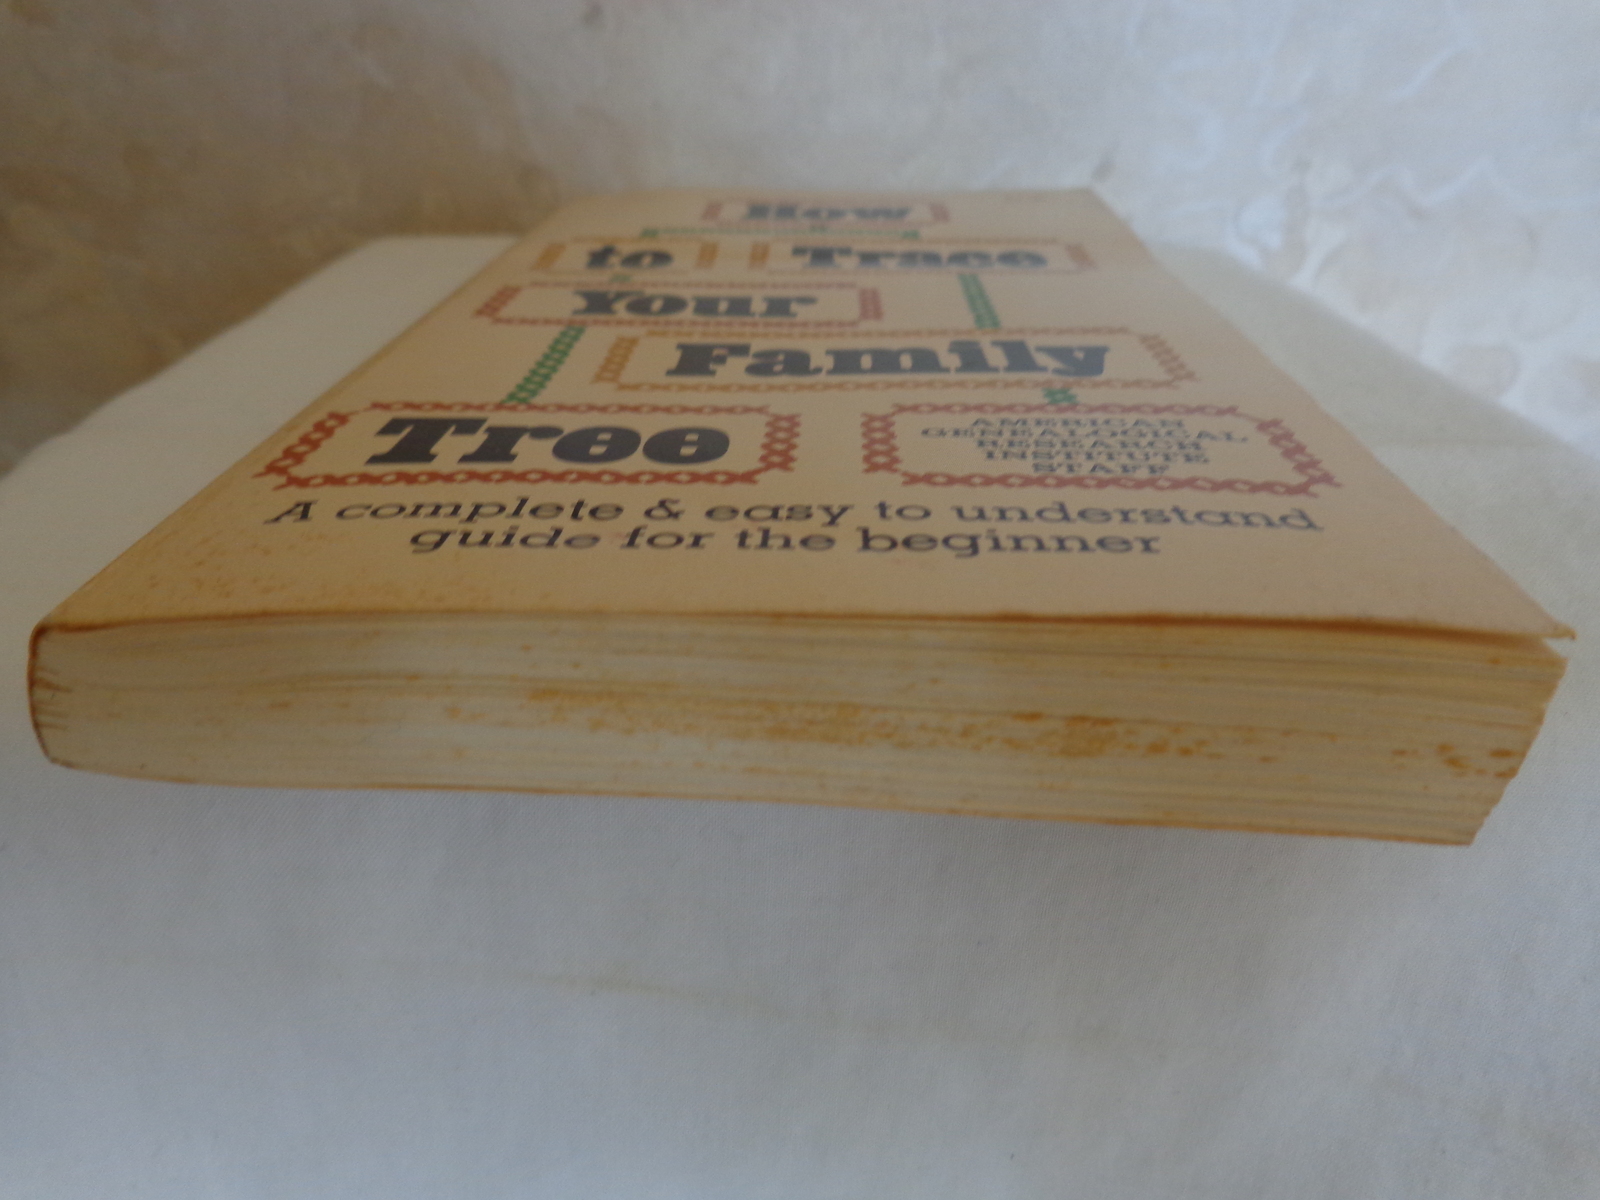 How
to Trace
Your
Family
Tree
AMERICAN
GENEALOGICAL
RESEARCH
INSTITUTE
STAFF
A complete & easy to understand
guide for the beginner